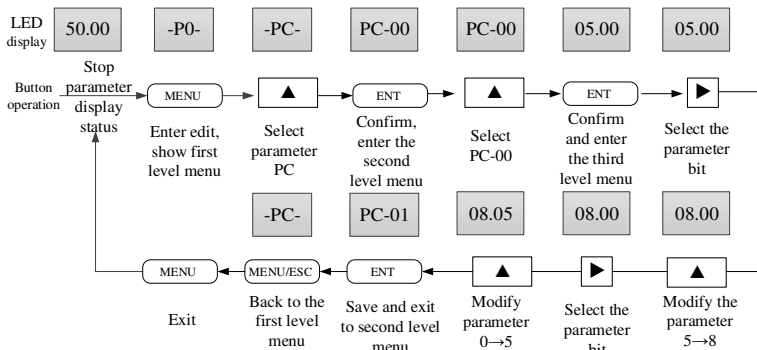 LED
display
50.00
-P0-
-PC-
PC-00
PC-00
05.00
05.00
Button
operation
Stop
parameter
display
status
MENU
▲
ENT
▲
ENT
▶
Enter edit,
show first
level menu
Select
parameter
PC
Confirm,
enter the
second
level menu
Select
PC-00
Confirm
and enter
the third
level menu
Select the
parameter
bit
-PC-
PC-01
08.05
08.00
08.00
MENU
MENU/ESC
ENT
▲
▶
▲
Exit
Back to the
first level
menu
Save and exit
to second level
menu
Modify
parameter
0→5
Select the
parameter
bit
Modify the
parameter
5→8